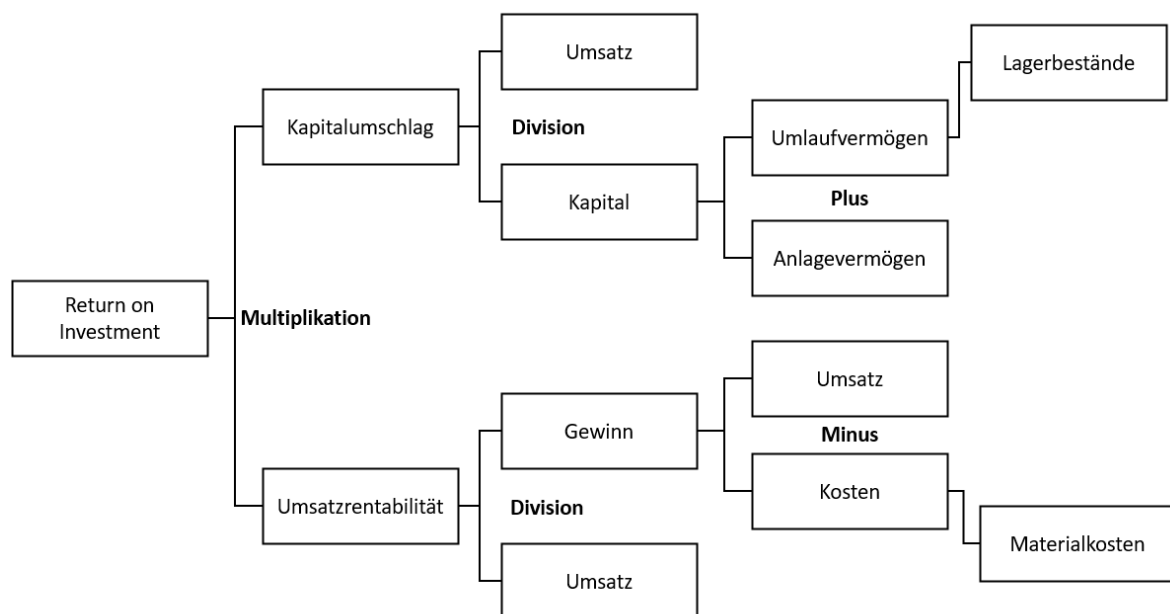 Umsatz
Lagerbestände
Kapitalumschlag
Division
Umlaufvermögen
Kapital
Plus
Anlagevermögen
Return on
Investment
Multiplikation
Umsatz
Gewinn
Minus
Kosten
Umsatzrentabilität
Division
Materialkosten
Umsatz